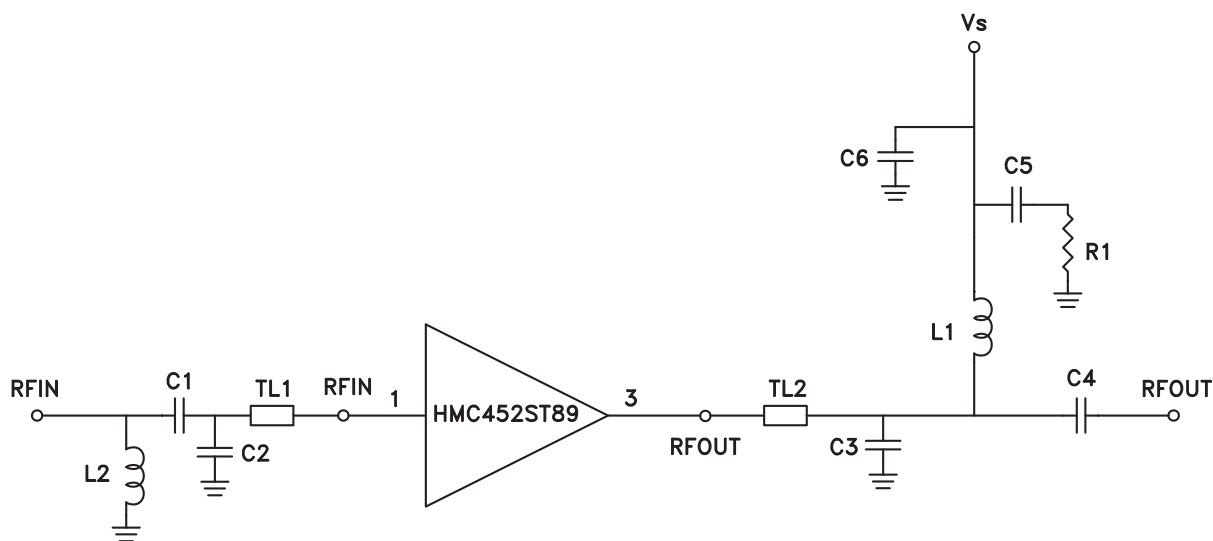 Vs
C6
C5
R1
L1
RFIN
C1
TL1
RFIN
1
HMC452ST89
3
RFOUT
TL2
C4
RFOUT
L2
C2
C3